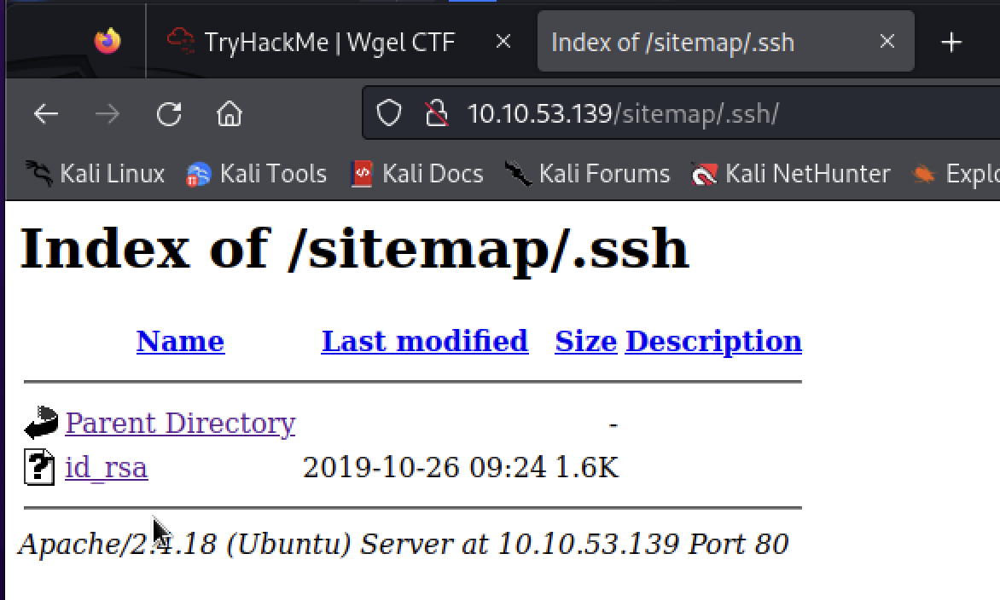 TryHackMe | Wgel CTF
Index of /sitemap/.ssh
10.10.53.139/sitemap/.ssh/
Kali Linux Kali Tools Kali Docs Kali Forums Kali NetHunter
Index of /sitemap/.ssh
Name Last modified Size Description
Parent Directory -
id_rsa 2019-10-26 09:24 1.6K
Apache/2.4.18 (Ubuntu) Server at 10.10.53.139 Port 80